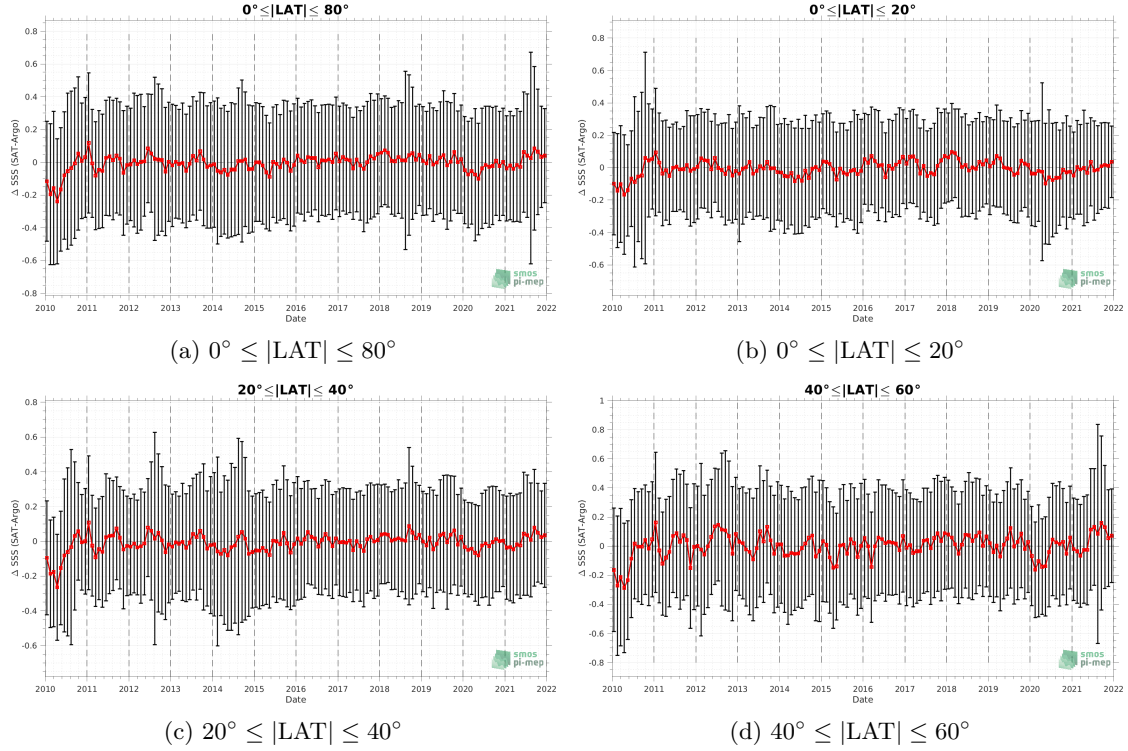 0°≤|LAT|≤ 80°
Δ SSS (SAT-Argo)
0.8
0.6
0.4
0.2
0
-0.2
-0.4
-0.6
-0.8
2010 2011 2012 2013 2014 2015 2016 2017 2018 2019 2020 2021 2022
Date
smos
pi-mep
(a) 0° ≤ |LAT| ≤ 80°
0°≤|LAT|≤ 20°
Δ SSS (SAT-Argo)
0.8
0.6
0.4
0.2
0
-0.2
-0.4
-0.6
2010 2011 2012 2013 2014 2015 2016 2017 2018 2019 2020 2021 2022
Date
smos
pi-mep
(b) 0° ≤ |LAT| ≤ 20°
20°≤|LAT|≤ 40°
Δ SSS (SAT-Argo)
0.8
0.6
0.4
0.2
0
-0.2
-0.4
-0.6
2010 2011 2012 2013 2014 2015 2016 2017 2018 2019 2020 2021 2022
Date
smos
pi-mep
(c) 20° ≤ |LAT| ≤ 40°
40°≤|LAT|≤ 60°
Δ SSS (SAT-Argo)
1
0.8
0.6
0.4
0.2
0
-0.2
-0.4
-0.6
-0.8
2010 2011 2012 2013 2014 2015 2016 2017 2018 2019 2020 2021 2022
Date
smos
pi-mep
(d) 40° ≤ |LAT| ≤ 60°